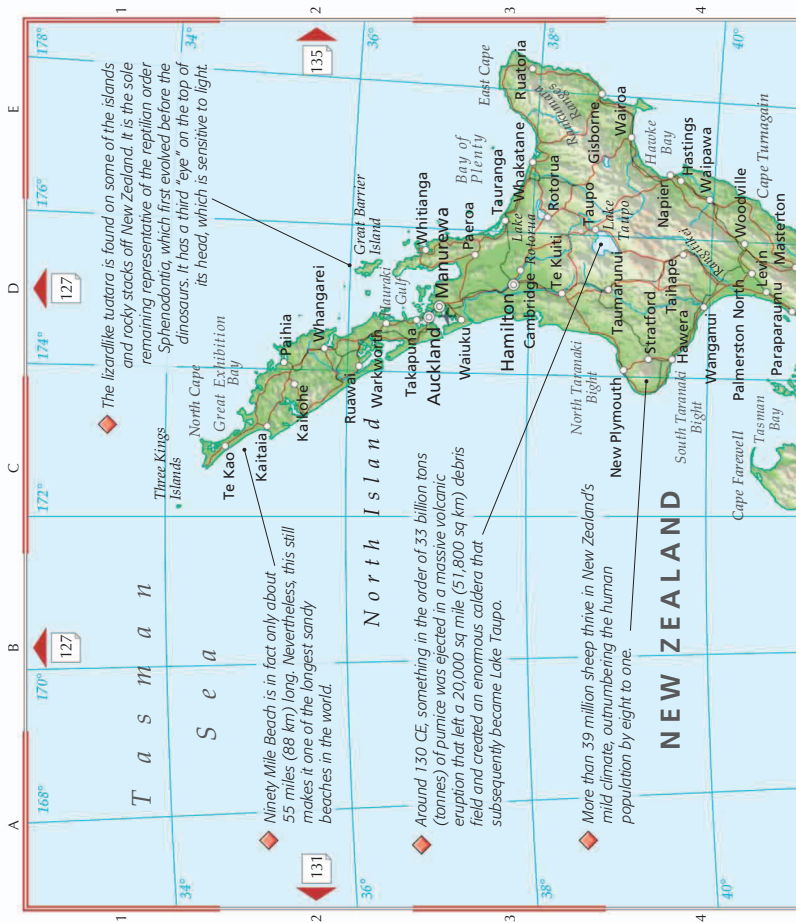 A
B
C
D
E
127
127
135
131
1
2
3
4
1
2
3
4
168°
170°
172°
174°
176°
178°
34°
36°
38°
40°
34°
36°
38°
40°
Tasman
Sea
The lizardlike tuatara is found on some of the islands
and rocky stacks off New Zealand. It is the sole
remaining representative of the reptilian order
Sphenodontia, which first evolved before the
dinosaurs. It has a third "eye" on the top of
its head, which is sensitive to light.
Ninety Mile Beach is in fact only about
55 miles (88 km) long. Nevertheless, this still
makes it one of the longest sandy
beaches in the world.
Around 130 CE, something in the order of 33 billion tons
(tonnes) of pumice was ejected in a massive volcanic
eruption that left a 20,000 sq mile (51,800 sq km) debris
field and created an enormous caldera that
subsequently became Lake Taupo.
More than 39 million sheep thrive in New Zealand's
mild climate, outnumbering the human
population by eight to one.
NEW ZEALAND
North Island
Three Kings
Islands
North Cape
Great Exhibition
Bay
Te Kao
Kaitaia
Kaikohe
Paihia
Whangarei
Ruawai
Warkworth
Hauraki
Gulf
Great Barrier
Island
Takapuna
Auckland
Manurewa
Waiuku
Whitianga
Paeroa
Bay of
Plenty
Tauranga
Hamilton
Cambridge
Lake
Rotorua
Whakatane
East Cape
Ruatoria
Raukumara
Ranges
Rotorua
Te Kuiti
North Taranaki
Bight
Taumarunui
Taupo
Lake
Taupo
Gisborne
Wairoa
New Plymouth
Stratford
Hawera
South Taranaki
Bight
Taihape
Rangitikei
Napier
Hawke
Bay
Hastings
Waipawa
Wanganui
Palmerston North
Woodville
Cape Turnagain
Levin
Masterton
Paraparaumu
Cape Farewell
Tasman
Bay